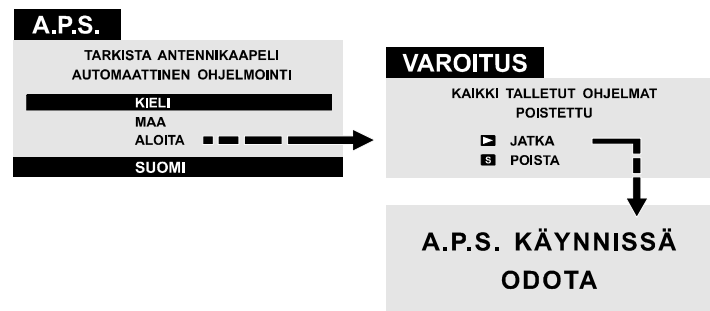 A.P.S.
TARKISTA ANTENNIKAAPELI
AUTOMAATTINEN OHJELMOINTI
KIELI
MAA
ALOITA
SUOMI
VAROITUS
KAIKKI TALLETUT OHJELMAT
POISTETTU
JATKA
S POISTA
A.P.S. KÄYNNISSÄ
ODOTA